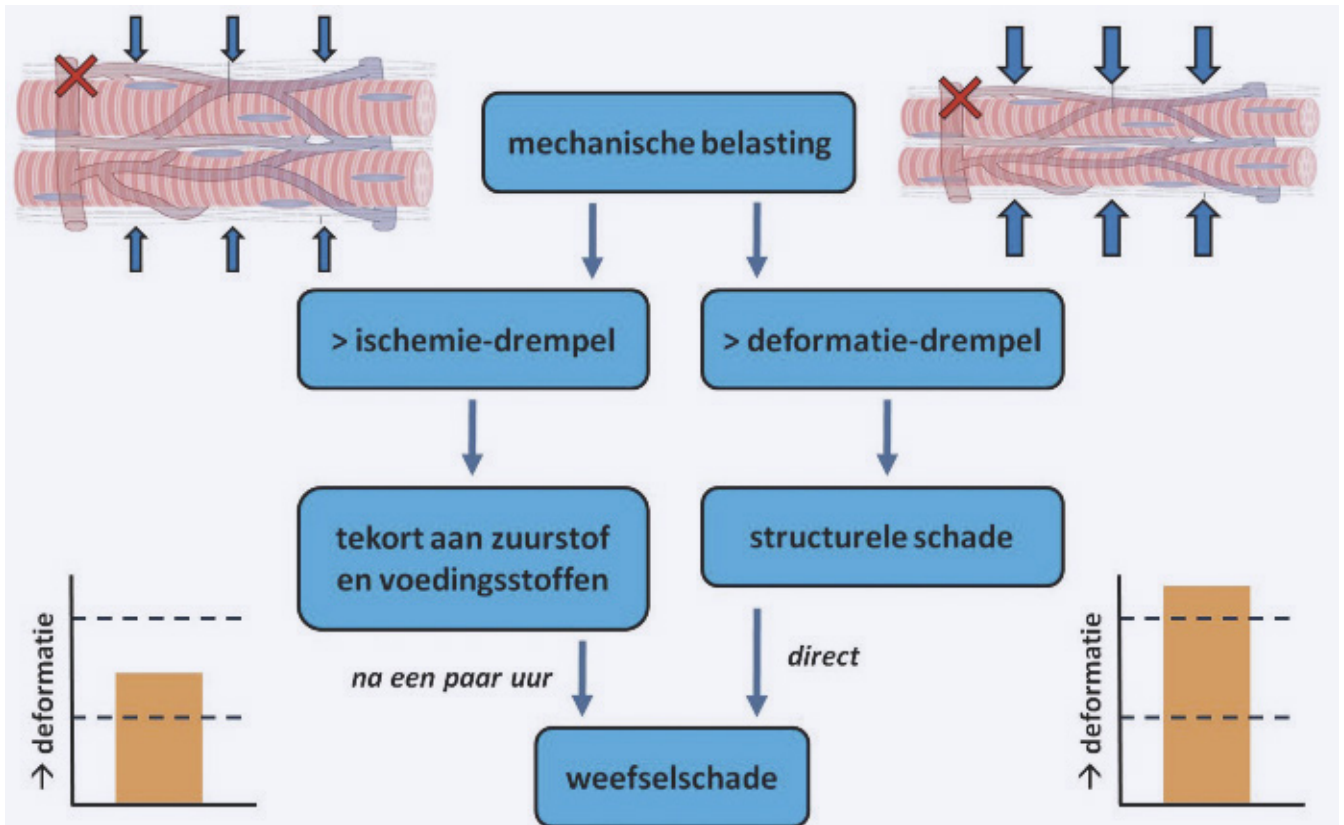 mechanische belasting
> ischemie-drempel
> deformatie-drempel
tekort aan zuurstof
en voedingsstoffen
structurele schade
na een paar uur
direct
weefselschade
→ deformatie
→ deformatie